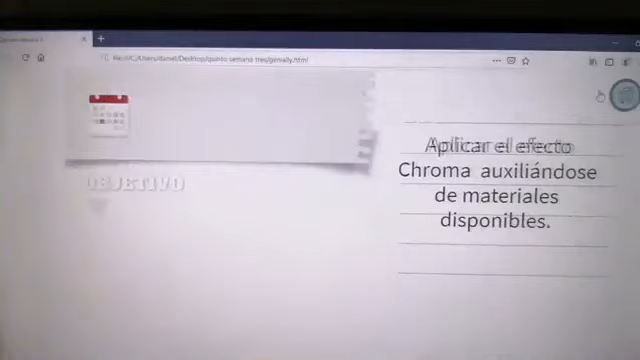 OBJETIVO
Aplicar el efecto
Chroma auxiliándose
de materiales
disponibles.